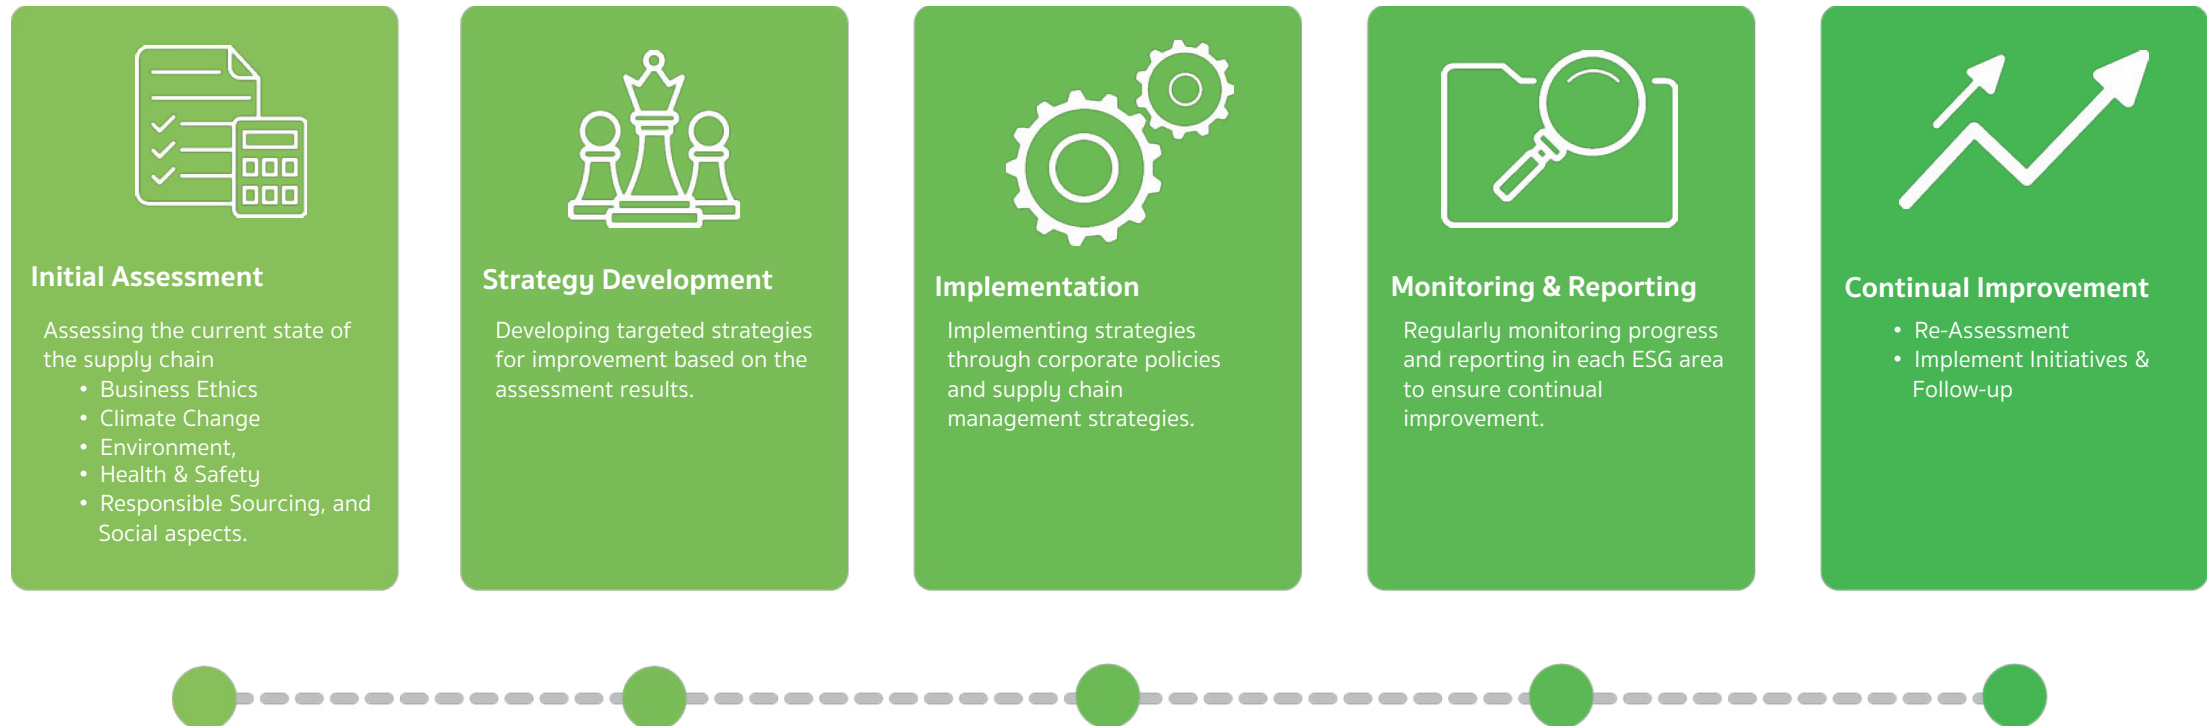 Initial Assessment
Assessing the current state of
the supply chain
• Business Ethics
• Climate Change
• Environment,
• Health & Safety
• Responsible Sourcing, and
Social aspects.
Strategy Development
Developing targeted strategies
for improvement based on the
assessment results.
Implementation
Implementing strategies
through corporate policies
and supply chain
management strategies.
Monitoring & Reporting
Regularly monitoring progress
and reporting in each ESG area
to ensure continual
improvement.
Continual Improvement
• Re-Assessment
• Implement Initiatives &
Follow-up